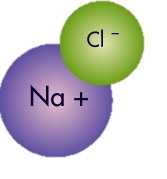 Cl ⁻
Na +